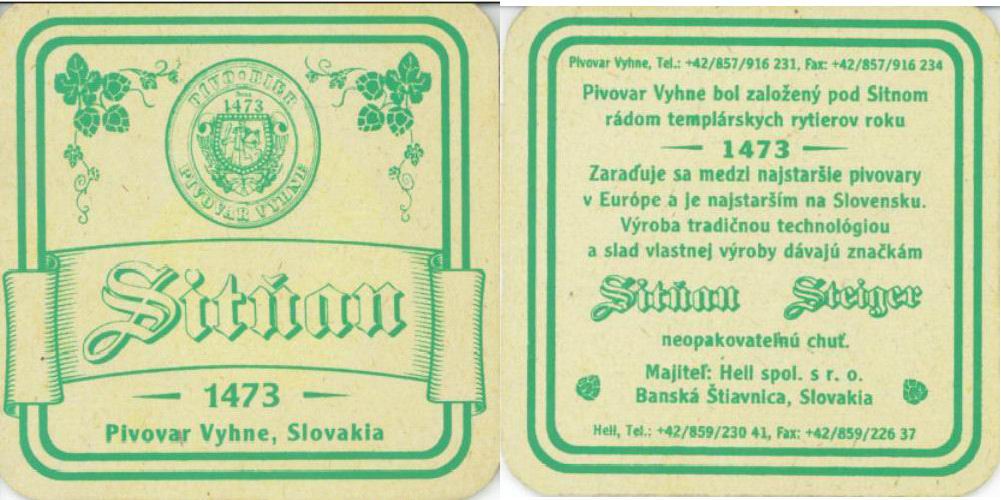 PIVO·BIER
1473
PIVOVAR VYHNE
Sitňan
1473
Pivovar Vyhne, Slovakia
Pivovar Vyhne, Tel.: +42/857/916 231, Fax: +42/857/916 234
Pivovar Vyhne bol založený pod Sitnom
rádom templárskych rytierov roku
1473
Zaraďuje sa medzi najstaršie pivovary
v Európe a je najstarším na Slovensku.
Výroba tradičnou technológiou
a slad vlastnej výroby dávajú značkám
Sitňan Steiger
neopakovateľnú chuť.
Majiteľ: Hell spol. s r. o.
Banská Štiavnica, Slovakia
Hell, Tel.: +42/859/230 41, Fax: +42/859/226 37